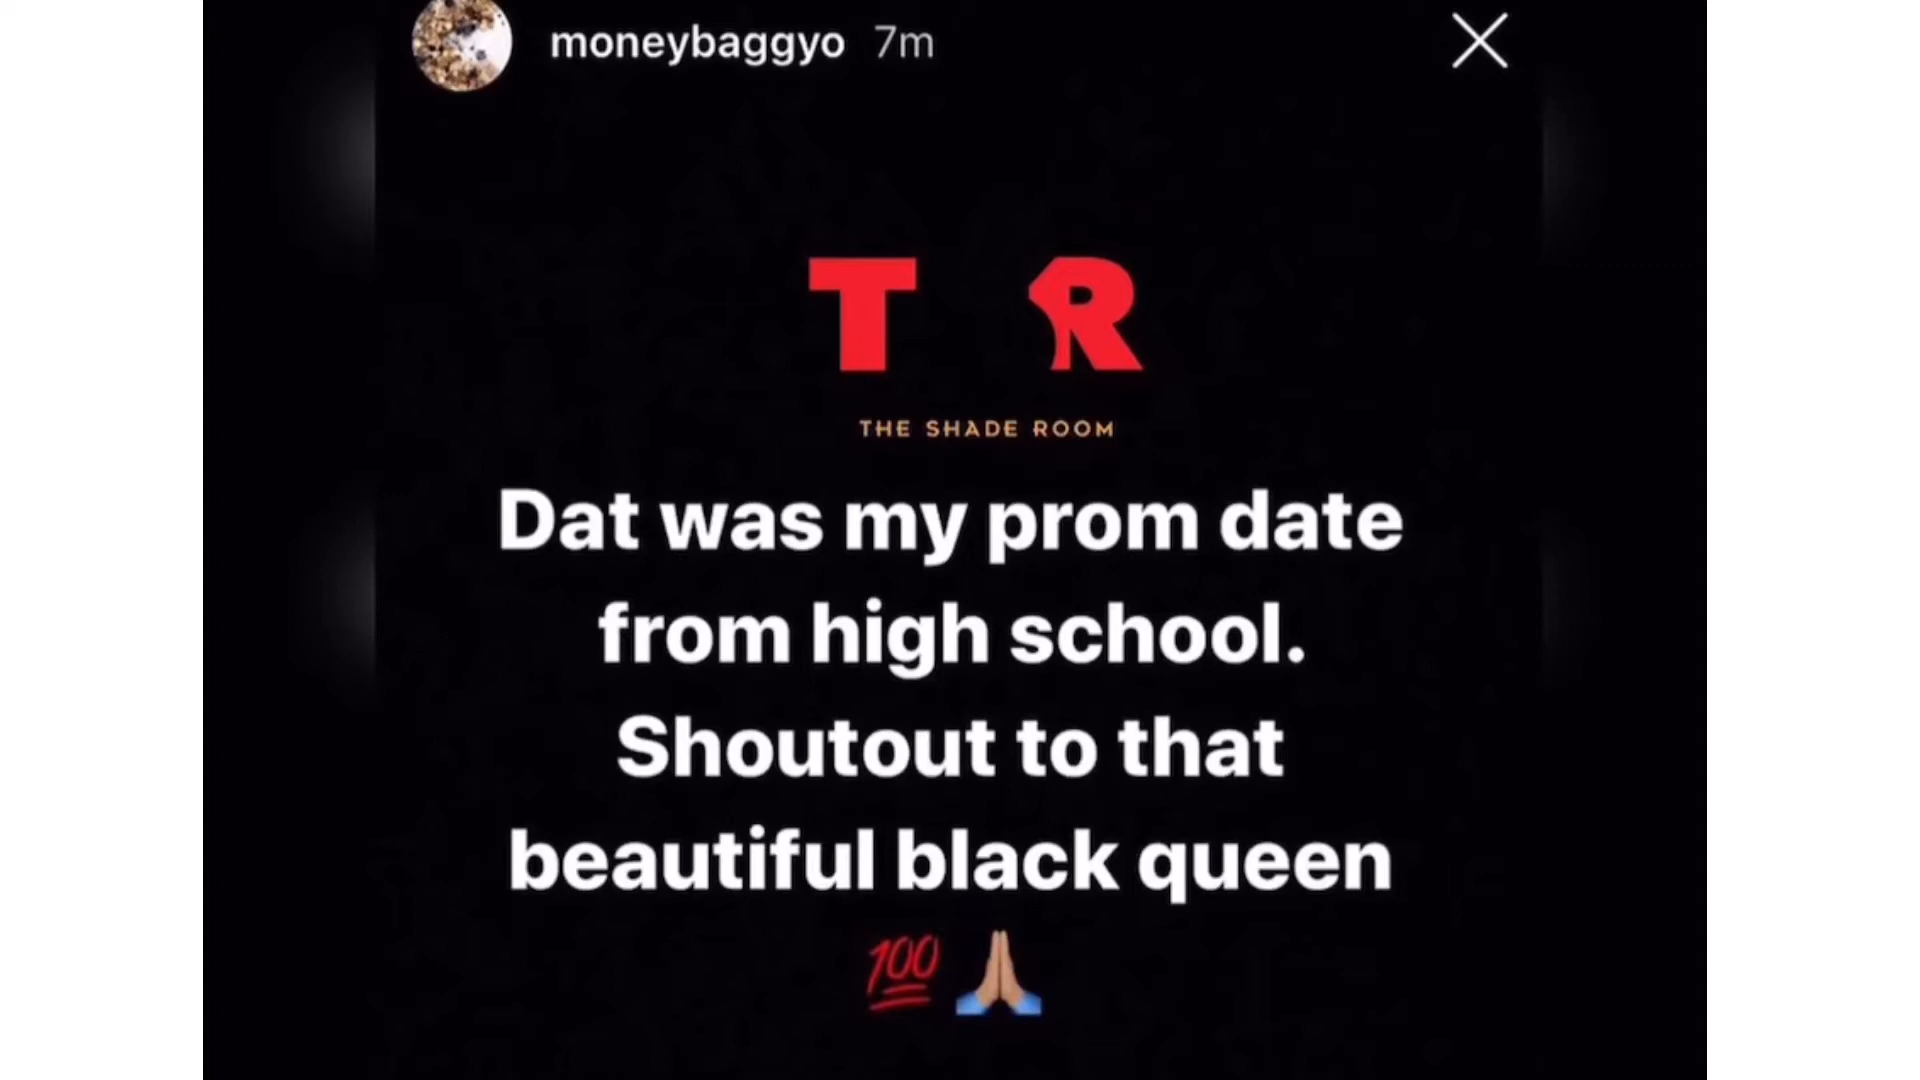 moneybaggyo 7m
T R
THE SHADE ROOM
Dat was my prom date
from high school.
Shoutout to that
beautiful black queen
💯🙏🏽